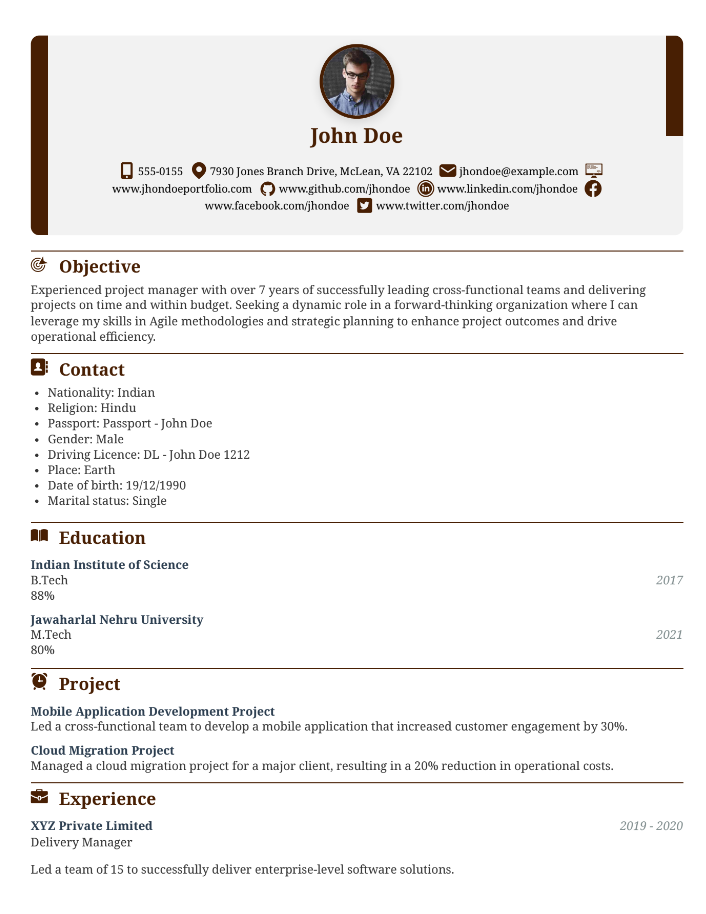 John Doe
555-0155 7930 Jones Branch Drive, McLean, VA 22102 jhondoe@example.com
www.jhondoeportfolio.com www.github.com/jhondoe www.linkedin.com/jhondoe
www.facebook.com/jhondoe www.twitter.com/jhondoe
Objective
Experienced project manager with over 7 years of successfully leading cross-functional teams and delivering
projects on time and within budget. Seeking a dynamic role in a forward-thinking organization where I can
leverage my skills in Agile methodologies and strategic planning to enhance project outcomes and drive
operational efficiency.
Contact
• Nationality: Indian
• Religion: Hindu
• Passport: Passport - John Doe
• Gender: Male
• Driving Licence: DL - John Doe 1212
• Place: Earth
• Date of birth: 19/12/1990
• Marital status: Single
Education
Indian Institute of Science
B.Tech 2017
88%
Jawaharlal Nehru University
M.Tech 2021
80%
Project
Mobile Application Development Project
Led a cross-functional team to develop a mobile application that increased customer engagement by 30%.
Cloud Migration Project
Managed a cloud migration project for a major client, resulting in a 20% reduction in operational costs.
Experience
XYZ Private Limited 2019 - 2020
Delivery Manager
Led a team of 15 to successfully deliver enterprise-level software solutions.